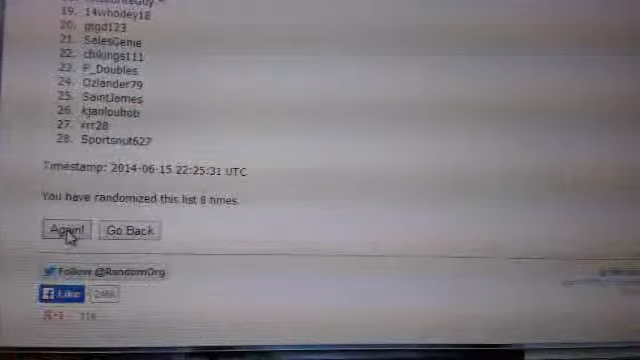 19. 14whodey18
20. gtgd123
21. SalesGenie
22. chikings111
23. P_Doubles
24. Ozlander79
25. SaintJames
26. kjanloubob
27. rrr28
28. Sportsnut627
Timestamp: 2014-06-15 22:25:31 UTC
You have randomized this list 8 times.
Again! Go Back
Follow @RandomOrg
Like